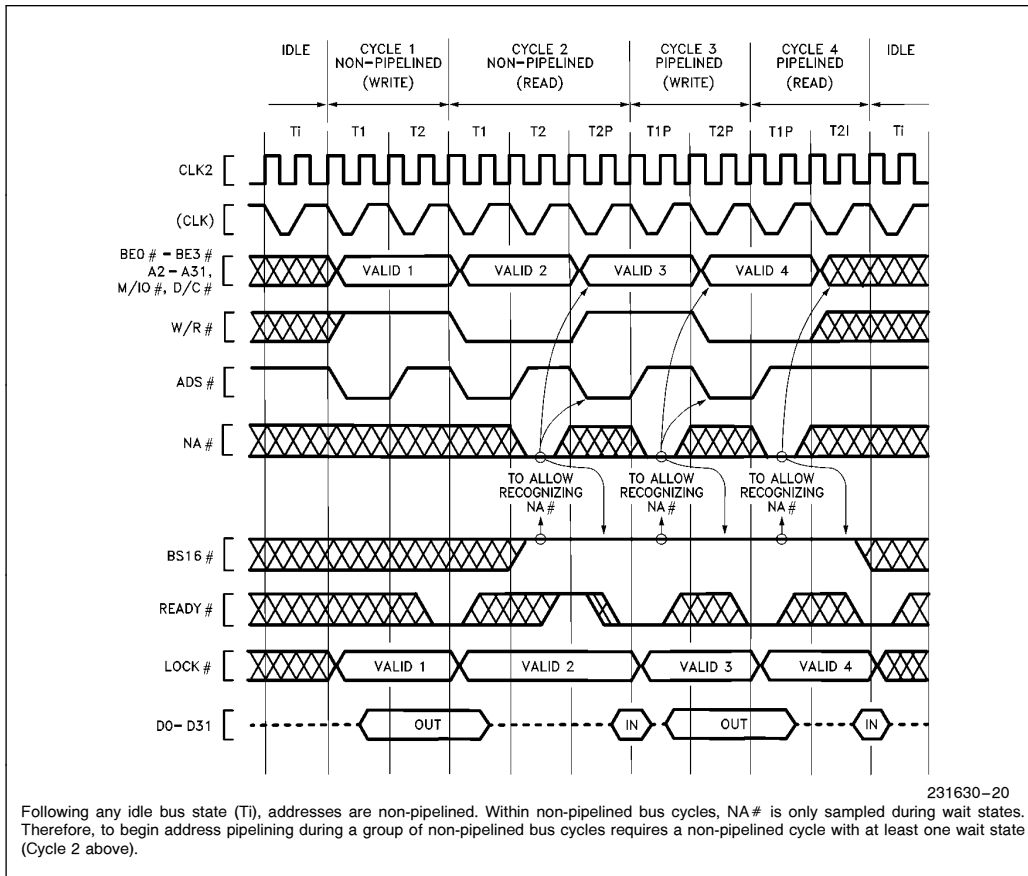 IDLE CYCLE 1 CYCLE 2 CYCLE 3 CYCLE 4 IDLE
NON-PIPELINED NON-PIPELINED PIPELINED PIPELINED
(WRITE) (READ) (WRITE) (READ)
Ti T1 T2 T1 T2 T2P T1P T2P T1P T2I Ti
CLK2
(CLK)
BE0 # - BE3 #
A2 - A31,
M/IO #, D/C #
VALID 1 VALID 2 VALID 3 VALID 4
W/R #
ADS #
NA #
TO ALLOW TO ALLOW TO ALLOW
RECOGNIZING RECOGNIZING RECOGNIZING
NA # NA # NA #
BS16 #
READY #
LOCK # VALID 1 VALID 2 VALID 3 VALID 4
D0- D31 OUT IN OUT IN
231630-20
Following any idle bus state (Ti), addresses are non-pipelined. Within non-pipelined bus cycles, NA# is only sampled during wait states.
Therefore, to begin address pipelining during a group of non-pipelined bus cycles requires a non-pipelined cycle with at least one wait state
(Cycle 2 above).